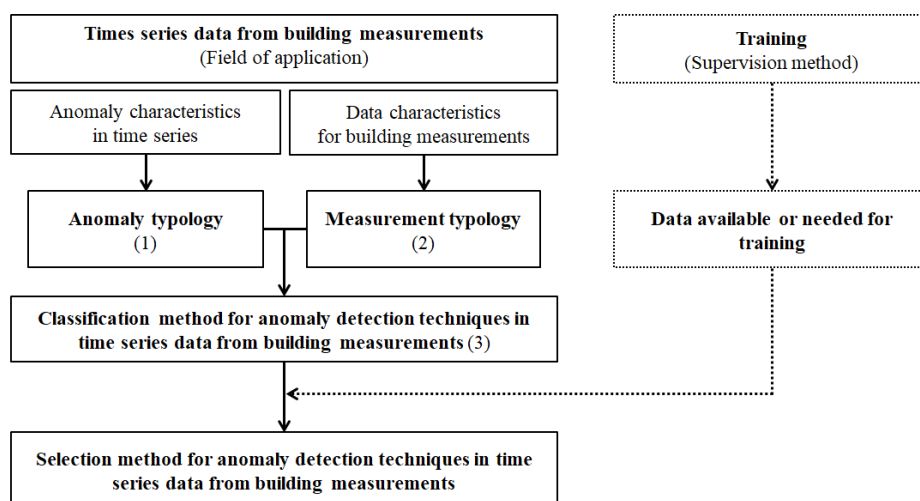 Times series data from building measurements
(Field of application)
Training
(Supervision method)
Anomaly characteristics
in time series
Data characteristics
for building measurements
Anomaly typology
(1)
Measurement typology
(2)
Data available or needed for
training
Classification method for anomaly detection techniques in
time series data from building measurements (3)
Selection method for anomaly detection techniques in time
series data from building measurements